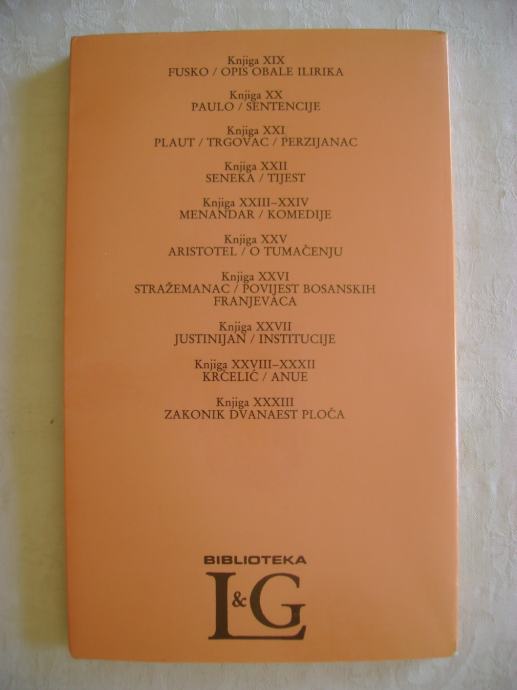 Knjiga XIX
FUSKO / OPIS OBALE ILIRIKA
Knjiga XX
PAULO / SENTENCIJE
Knjiga XXI
PLAUT / TRGOVAC / PERZIJANAC
Knjiga XXII
SENEKA / TIJEST
Knjiga XXIII–XXIV
MENANDAR / KOMEDIJE
Knjiga XXV
ARISTOTEL / O TUMAČENJU
Knjiga XXVI
STRAŽEMANAC / POVIJEST BOSANSKIH
FRANJEVACA
Knjiga XXVII
JUSTINIJAN / INSTITUCIJE
Knjiga XXVIII–XXXII
KRČELIĆ / ANUE
Knjiga XXXIII
ZAKONIK DVANAEST PLOČA
BIBLIOTEKA
L&G